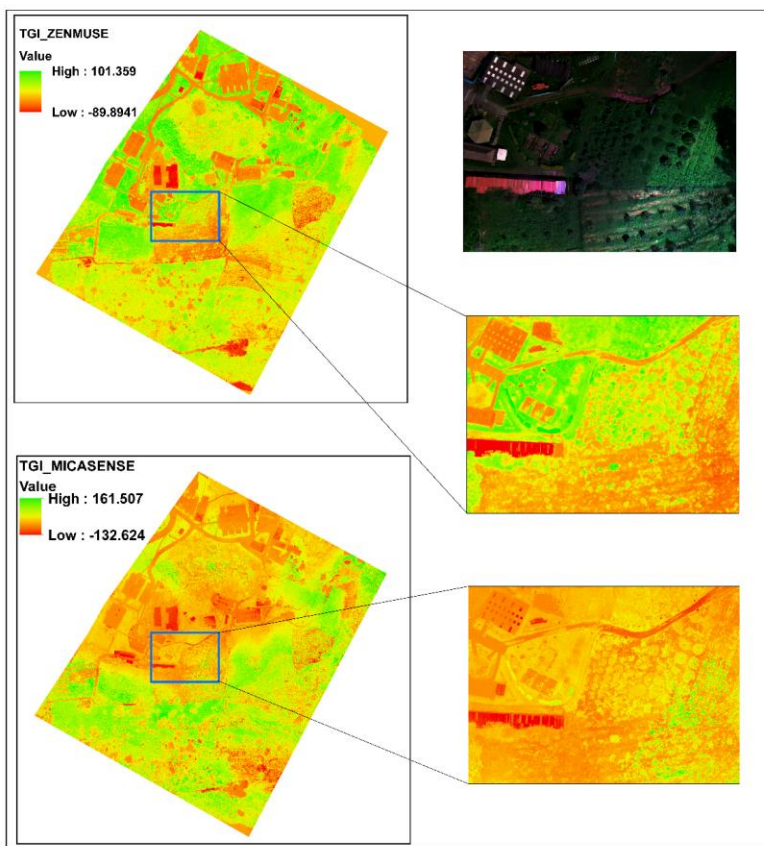 TGI_ZENMUSE
Value
High : 101.359
Low : -89.8941
TGI_MICASENSE
Value
High : 161.507
Low : -132.624